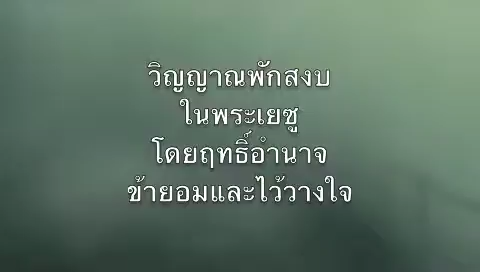 วิญญาณพักสงบ
ในพระเยซู
โดยฤทธิ์อำนาจ
ข้ายอมและไว้วางใจ